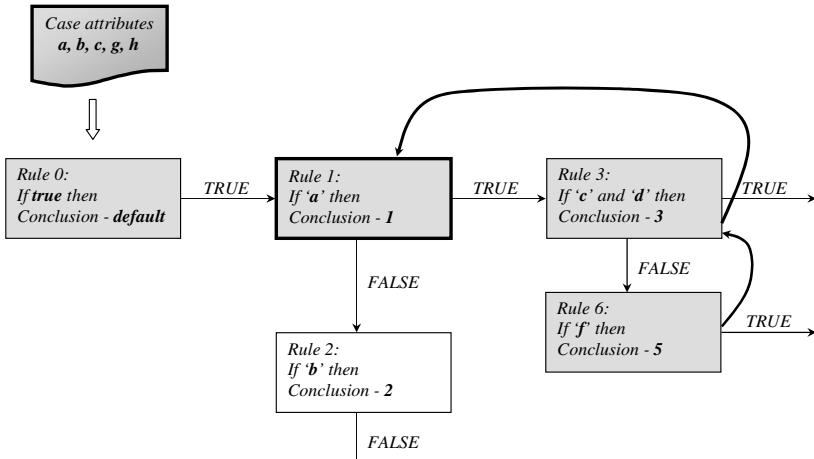 Case attributes
a, b, c, g, h
Rule 0:
If true then
Conclusion - default
TRUE
Rule 1:
If ‘a’ then
Conclusion - 1
TRUE
Rule 3:
If ‘c’ and ‘d’ then
Conclusion - 3
TRUE
FALSE
FALSE
Rule 6:
If ‘f’ then
Conclusion - 5
TRUE
Rule 2:
If ‘b’ then
Conclusion - 2
FALSE